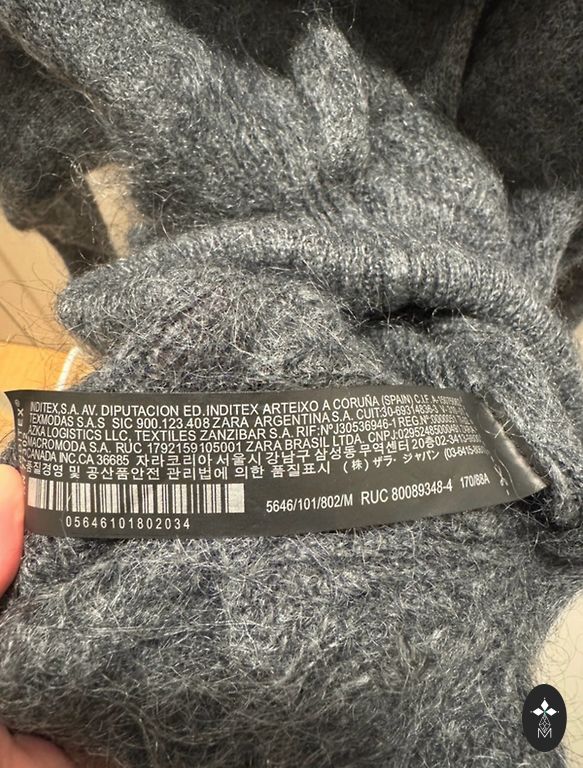 INDITEX,S.A. AV. DIPUTACION ED. INDITEX ARTEIXO A CORUÑA (SPAIN) C.I.F.
TEXMODAS S.A.S SIC 900.123.408 ZARA ARGENTINA S.A. CUIT:30-69314836-3
AZKA LOGISTICS LLC, TEXTILES ZANZIBAR S.A. RIF:Nº J30536946-1
MACROMODA S.A. RÚC 1792159105001 ZARA BRASIL LTDA. CNPJ:
CANADA INC.CA 36685 자라코리아 서울 시 강남구 삼성동 무역센터 20층
품질경영 및 공산품안전 관리법에 의한 품질표시 (株) ザラ・ジャパン
5646/101/802/M RUC 80089348-4 170/88A
05646101802034
M